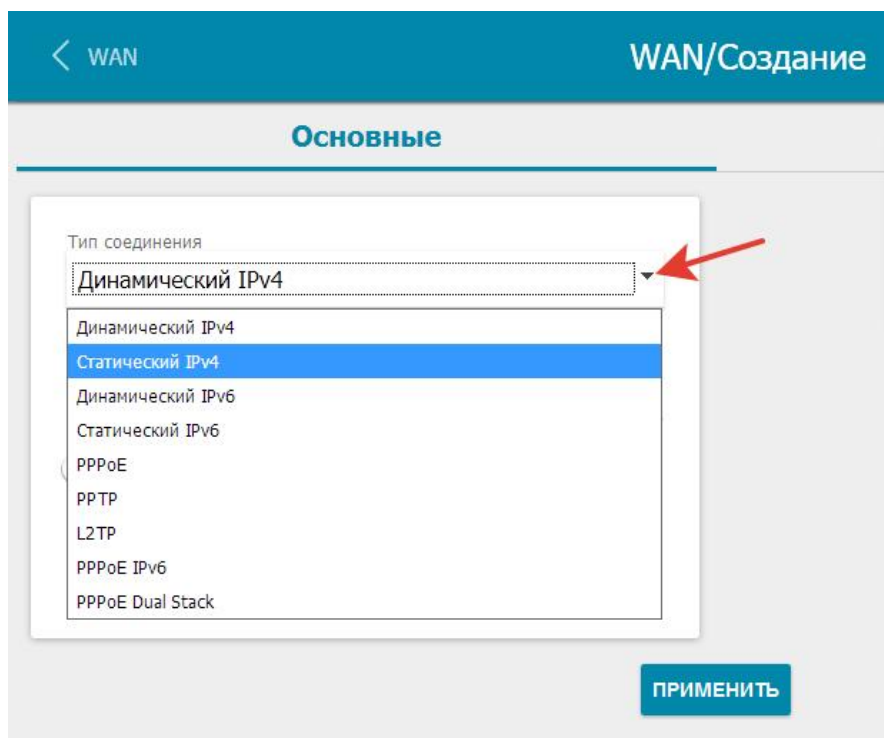 WAN
WAN/Создание
Основные
Тип соединения
Динамический IPv4
Динамический IPv4
Статический IPv4
Динамический IPv6
Статический IPv6
PPPoE
PPTP
L2TP
PPPoE IPv6
PPPoE Dual Stack
ПРИМЕНИТЬ